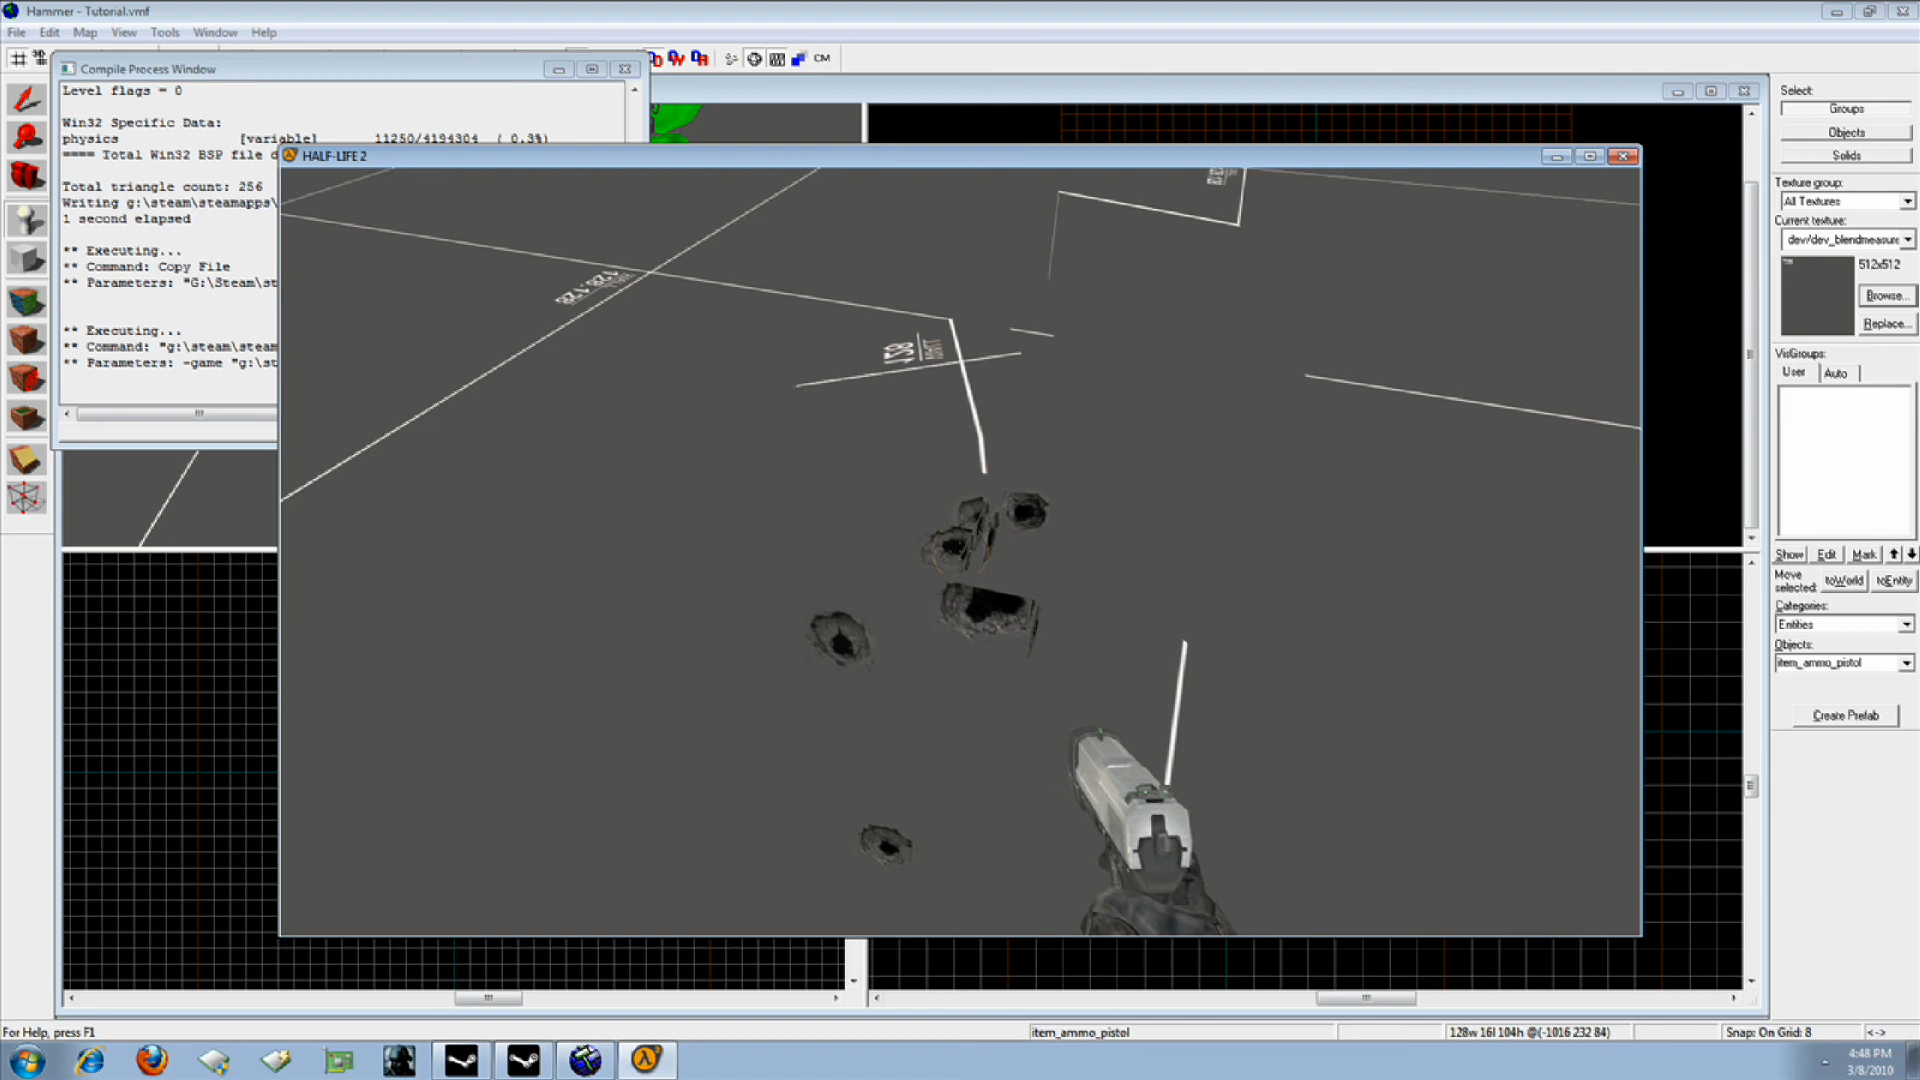 Hammer - Tutorial.vmf
File Edit Map View Tools Window Help
CM
Compile Process Window
Level flags = 0
Win32 Specific Data:
physics [variable] 11250/4194304 ( 0.3%)
==== Total Win32 BSP file d
Total triangle count: 256
Writing g:\steam\steamapps\
1 second elapsed
** Executing...
** Command: Copy File
** Parameters: "G:\Steam\st
** Executing...
** Command: "g:\steam\steam
** Parameters: -game "g:\st
HALF-LIFE 2
128
128x128
Select:
Groups
Objects
Solids
Texture group:
All Textures
Current texture:
dev/dev_blendmeasure
512x512
Browse...
Replace...
VisGroups:
User Auto
Show Edit Mark
Move selected: toWorld toEntity
Categories:
Entities
Objects:
item_ammo_pistol
Create Prefab
For Help, press F1
item_ammo_pistol
128w 16l 104h @(-1016 232 84)
Snap: On Grid: 8
<->
4:48 PM
3/8/2010